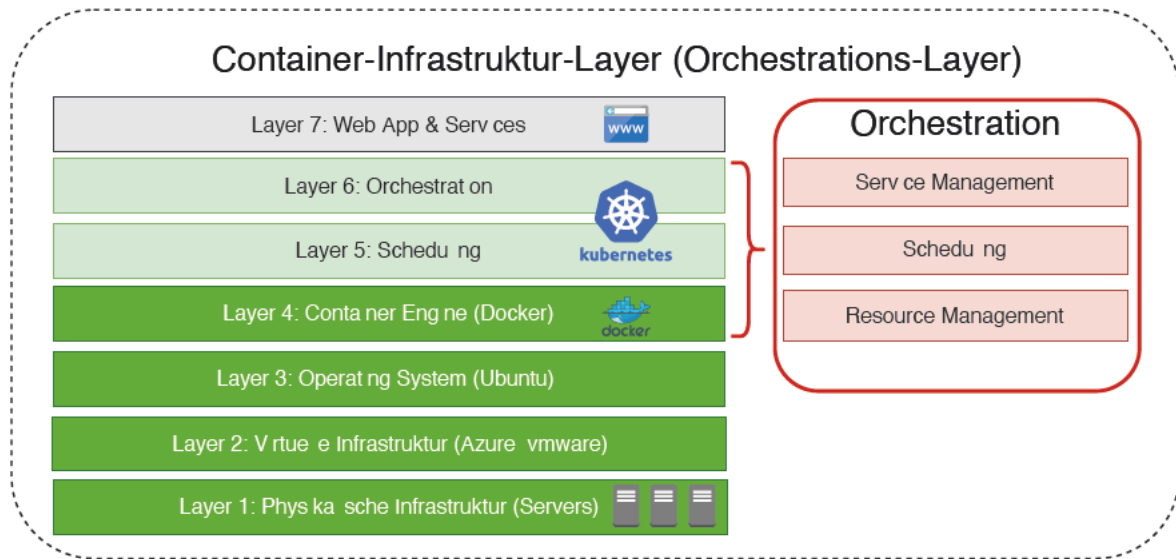 Container-Infrastruktur-Layer (Orchestrations-Layer)
Layer 7: Web App & Serv ces
www
Layer 6: Orchestrat on
Layer 5: Schedu ng
kubernetes
Layer 4: Conta ner Eng ne (Docker)
docker
Layer 3: Operat ng System (Ubuntu)
Layer 2: V rtue e Infrastruktur (Azure vmware)
Layer 1: Phys ka sche Infrastruktur (Servers)
Orchestration
Serv ce Management
Schedu ng
Resource Management